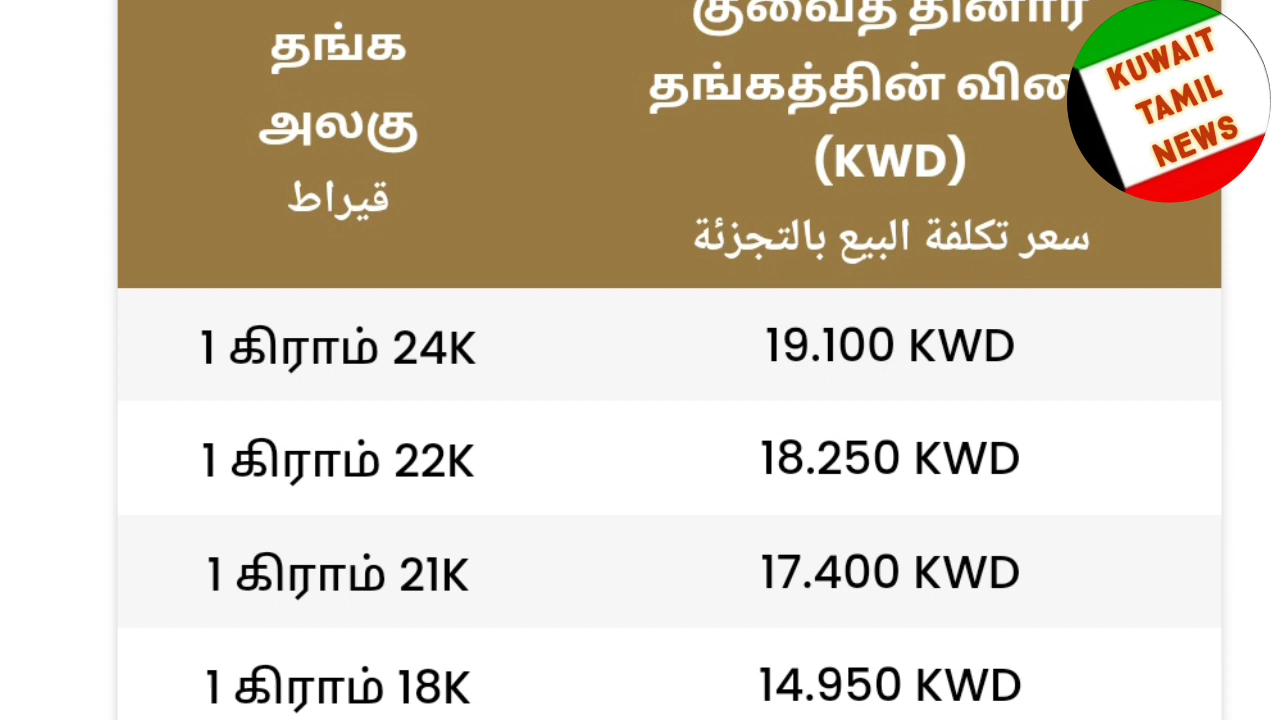 தங்க
அலகு
قيراط
குவைத் தினார்
தங்கத்தின்
(KWD)
سعر تكلفة البيع بالتجزئة
KUWAIT
TAMIL
NEWS
1 கிராம் 24K 19.100 KWD
1 கிராம் 22K 18.250 KWD
1 கிராம் 21K 17.400 KWD
1 கிராம் 18K 14.950 KWD